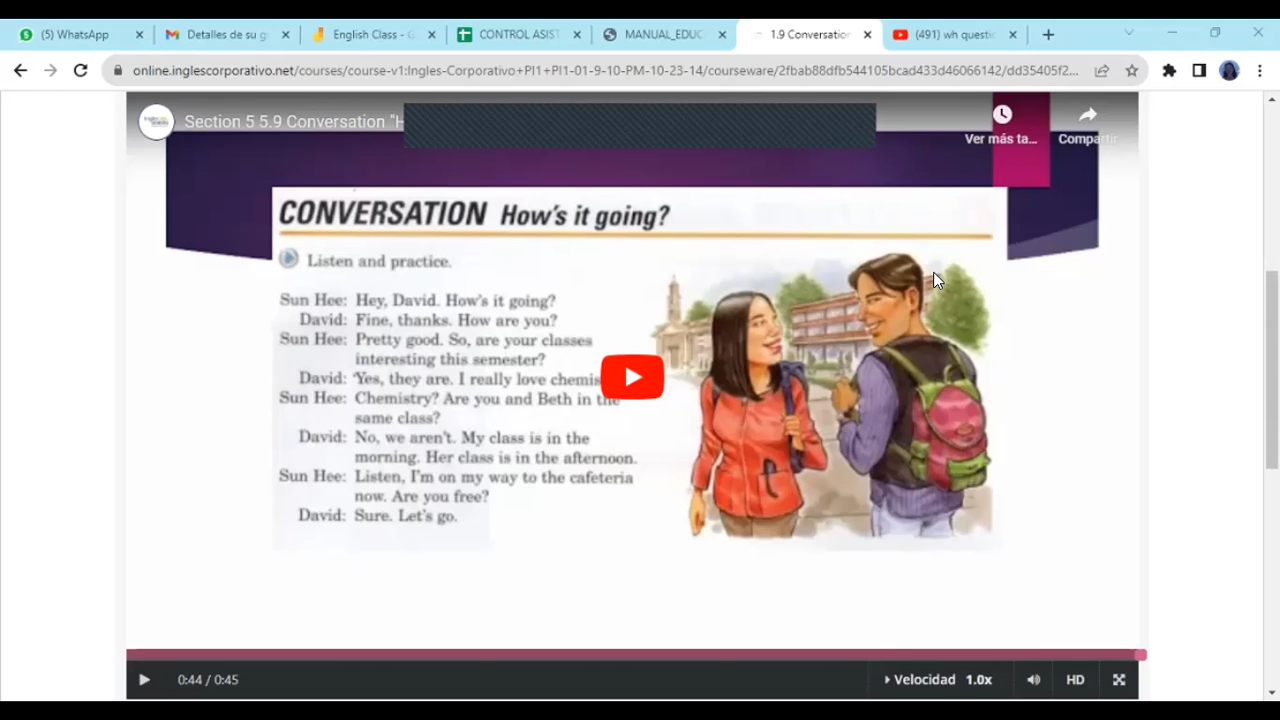 (5) WhatsApp
Detalles de su g
English Class - G
CONTROL ASIST
MANUAL_EDUC
1.9 Conversation
(491) wh questi
online.inglescorporativo.net/courses/course-v1:Ingles-Corporativo+PI1+PI1-01-9-10-PM-10-23-14/courseware/2fbab88dfb544105bcad433d46066142/dd35405f2...
Section 5 5.9 Conversation "H
Ver más ta...
Compartir
CONVERSATION How's it going?
Listen and practice.
Sun Hee: Hey, David. How's it going?
David: Fine, thanks. How are you?
Sun Hee: Pretty good. So, are your classes
interesting this semester?
David: Yes, they are. I really love chemis
Sun Hee: Chemistry? Are you and Beth in the
same class?
David: No, we aren't. My class is in the
morning. Her class is in the afternoon.
Sun Hee: Listen, I'm on my way to the cafeteria
now. Are you free?
David: Sure. Let's go.
0:44 / 0:45
Velocidad 1.0x
HD